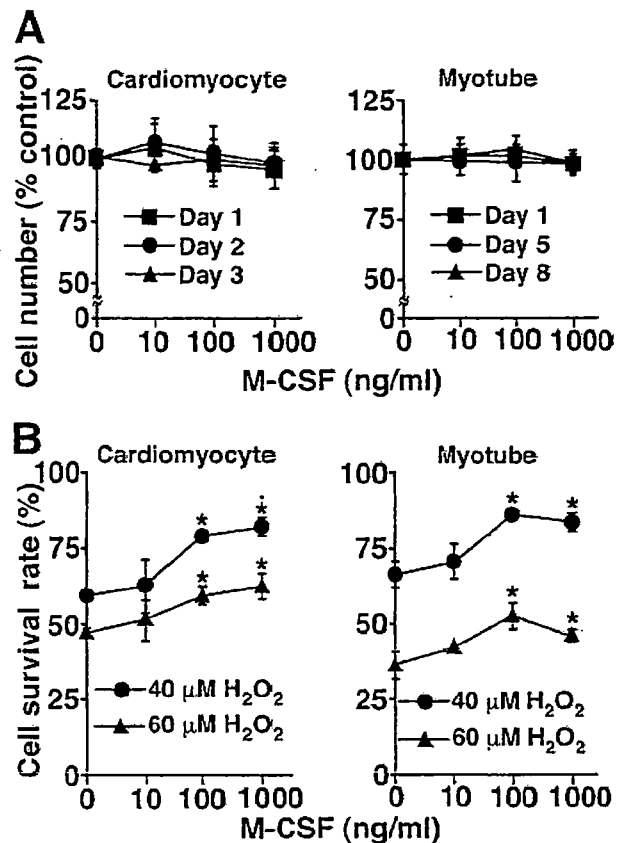 A
Cardiomyocyte
Myotube
Cell number (% control)
125
100
75
50
0
Day 1
Day 2
Day 3
0 10 100 1000
125
100
75
50
0
Day 1
Day 5
Day 8
0 10 100 1000
M-CSF (ng/ml)
B
Cardiomyocyte
Myotube
Cell survival rate (%)
100
75
50
25
0
* *
* *
40 μM H₂O₂
60 μM H₂O₂
0 10 100 1000
100
75
50
25
0
* *
* *
40 μM H₂O₂
60 μM H₂O₂
0 10 100 1000
M-CSF (ng/ml)